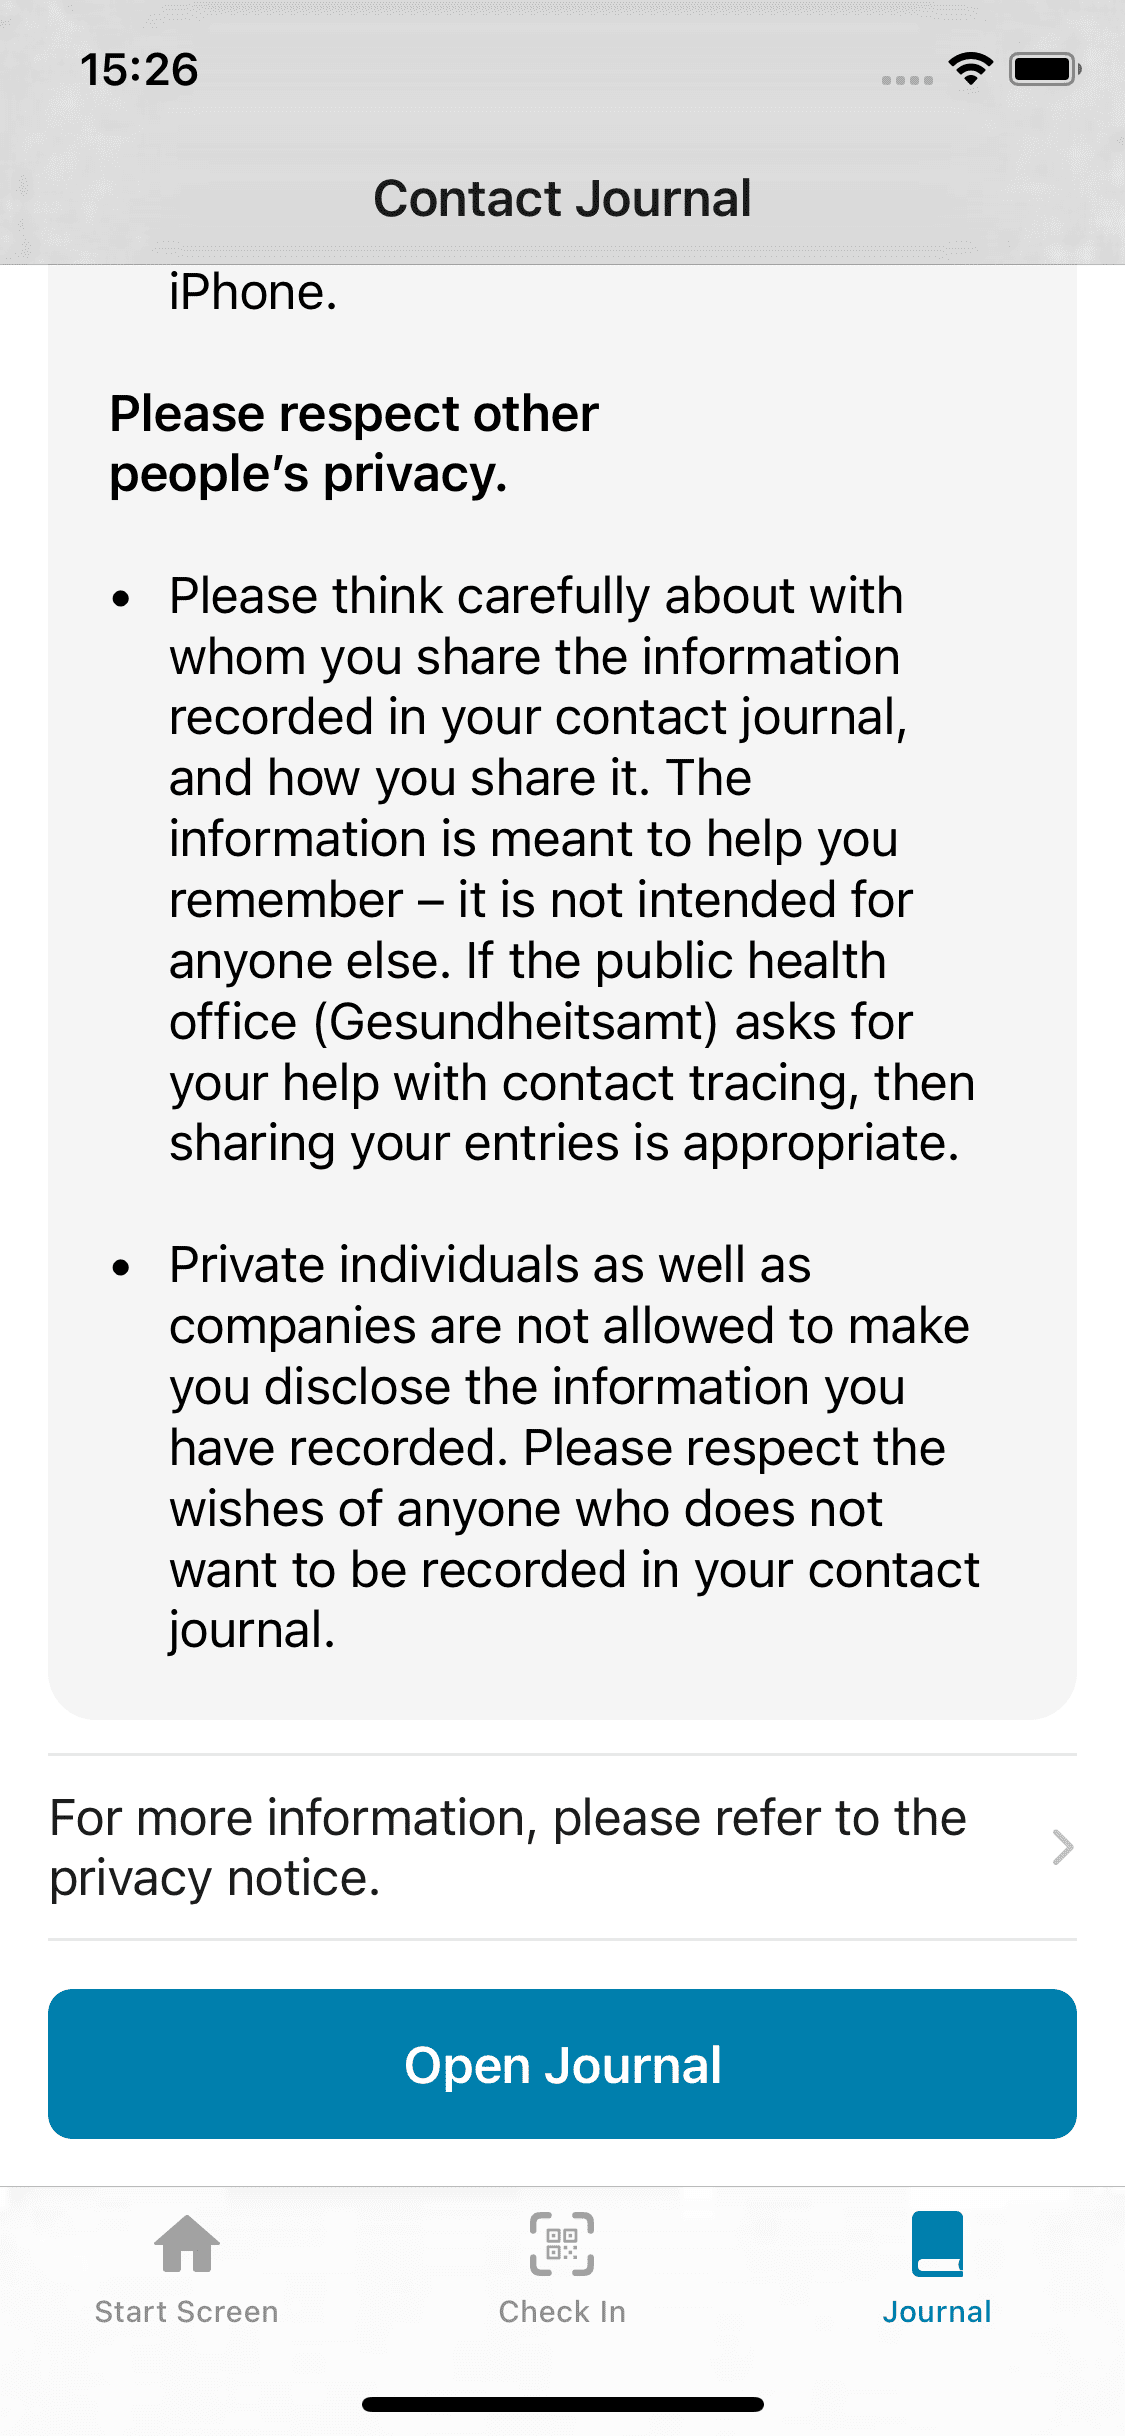 15:26
Contact Journal
iPhone.
Please respect other
people’s privacy.
• Please think carefully about with
whom you share the information
recorded in your contact journal,
and how you share it. The
information is meant to help you
remember – it is not intended for
anyone else. If the public health
office (Gesundheitsamt) asks for
your help with contact tracing, then
sharing your entries is appropriate.
• Private individuals as well as
companies are not allowed to make
you disclose the information you
have recorded. Please respect the
wishes of anyone who does not
want to be recorded in your contact
journal.
For more information, please refer to the
privacy notice.
Open Journal
Start Screen
Check In
Journal